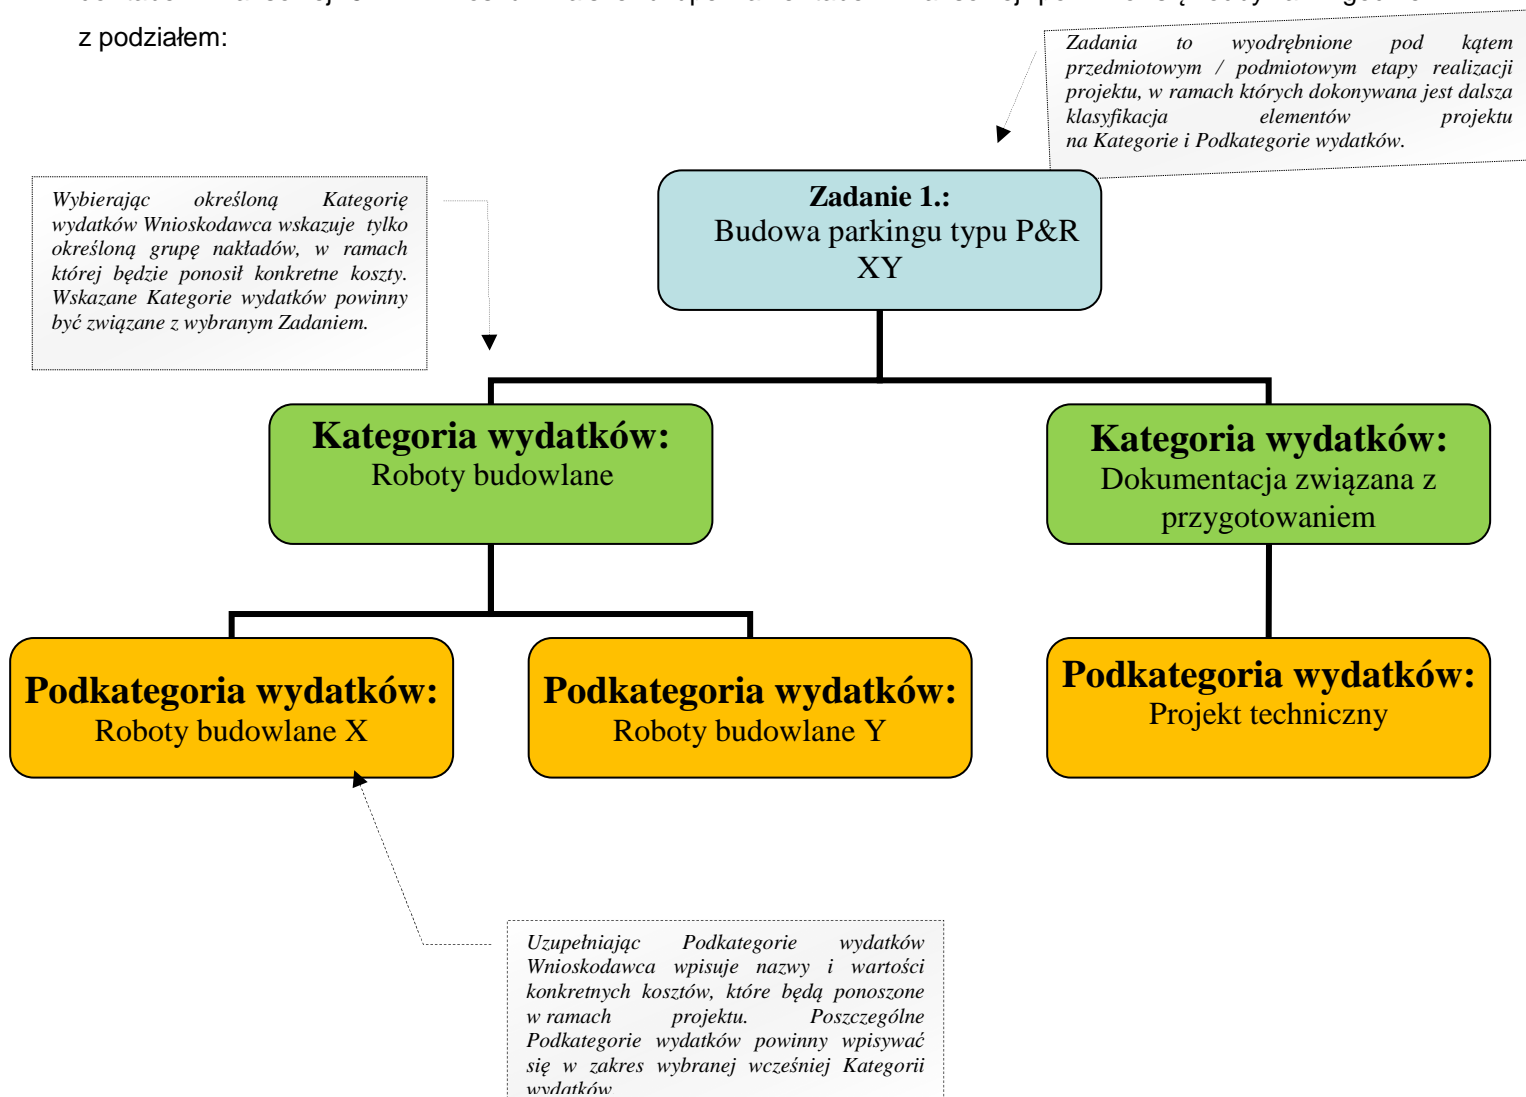 z podziałem:
Zadania to wyodrębnione pod kątem
przedmiotowym / podmiotowym etapy realizacji
projektu, w ramach których dokonywana jest dalsza
klasyfikacja elementów projektu
na Kategorie i Podkategorie wydatków.
Wybierając określoną Kategorię
wydatków Wnioskodawca wskazuje tylko
określoną grupę nakładów, w ramach
której będzie ponosił konkretne koszty.
Wskazane Kategorie wydatków powinny
być związane z wybranym Zadaniem.
Zadanie 1.:
Budowa parkingu typu P&R
XY
Kategoria wydatków:
Roboty budowlane
Kategoria wydatków:
Dokumentacja związana z
przygotowaniem
Podkategoria wydatków:
Roboty budowlane X
Podkategoria wydatków:
Roboty budowlane Y
Podkategoria wydatków:
Projekt techniczny
Uzupełniając Podkategorie wydatków
Wnioskodawca wpisuje nazwy i wartości
konkretnych kosztów, które będą ponoszone
w ramach projektu. Poszczególne
Podkategorie wydatków powinny wpisywać
się w zakres wybranej wcześniej Kategorii
wydatków